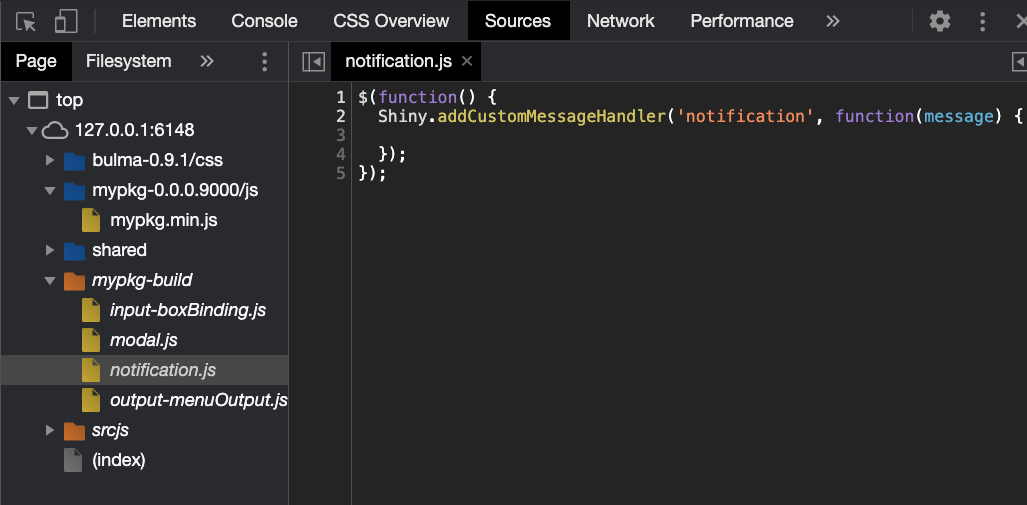 Elements Console CSS Overview Sources Network Performance »
Page Filesystem » notification.js ×
top
127.0.0.1:6148
bulma-0.9.1/css
mypkg-0.0.0.9000/js
mypkg.min.js
shared
mypkg-build
input-boxBinding.js
modal.js
notification.js
output-menuOutput.js
srcjs
(index)
1 $(function() {
2 Shiny.addCustomMessageHandler('notification', function(message) {
3
4 });
5 });